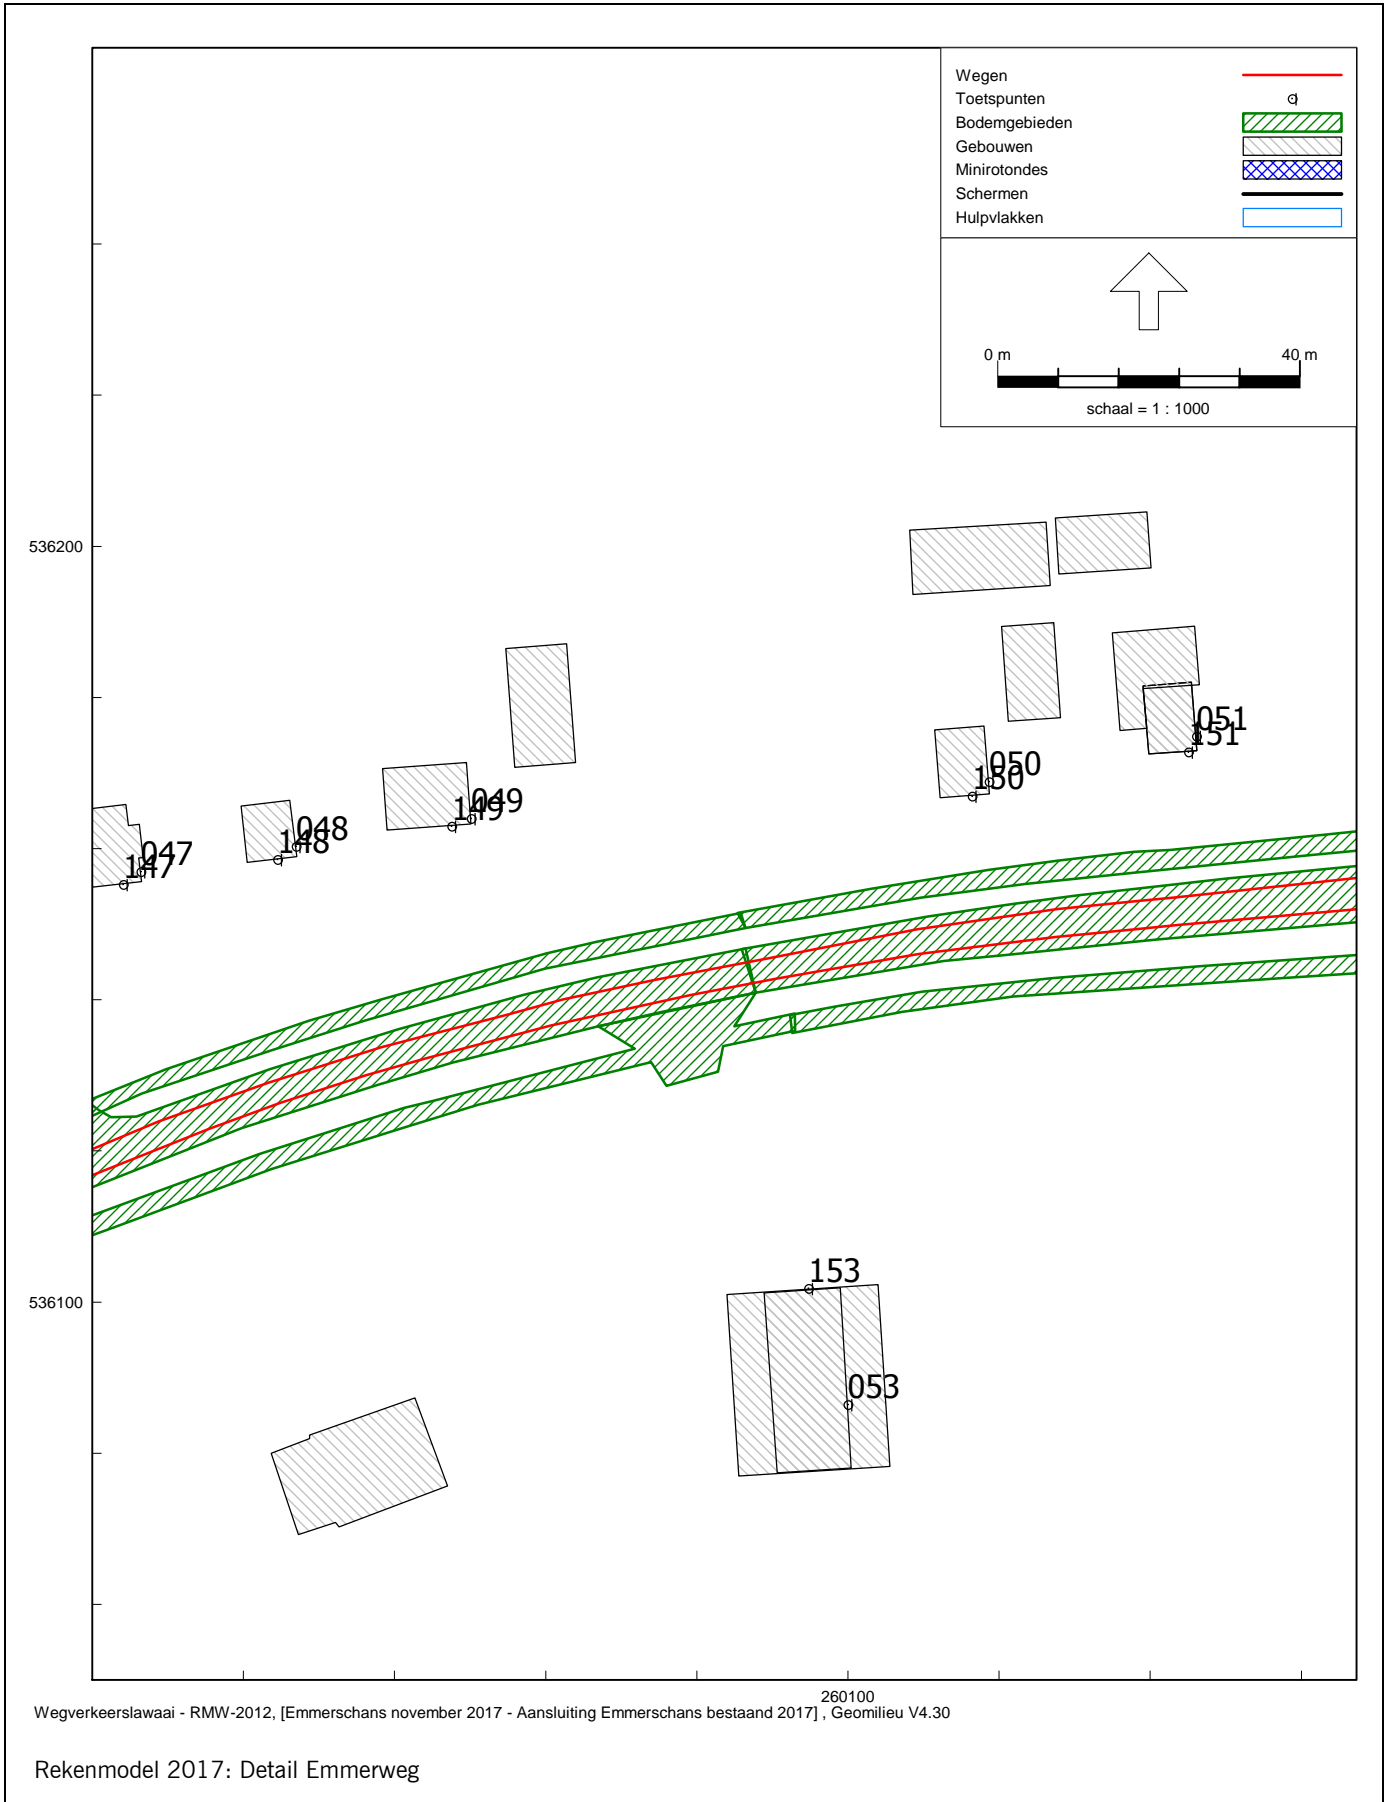 Wegen
Toetspunten
Bodemgebieden
Gebouwen
Minirotondes
Schermen
Hulpvlakken
0 m 40 m
schaal = 1 : 1000
536200
051
151
050
150
049
149
048
148
047
147
536100
153
053
260100
Wegverkeerslawaai - RMW-2012, [Emmerschans november 2017 - Aansluiting Emmerschans bestaand 2017] , Geomilieu V4.30
Rekenmodel 2017: Detail Emmerweg